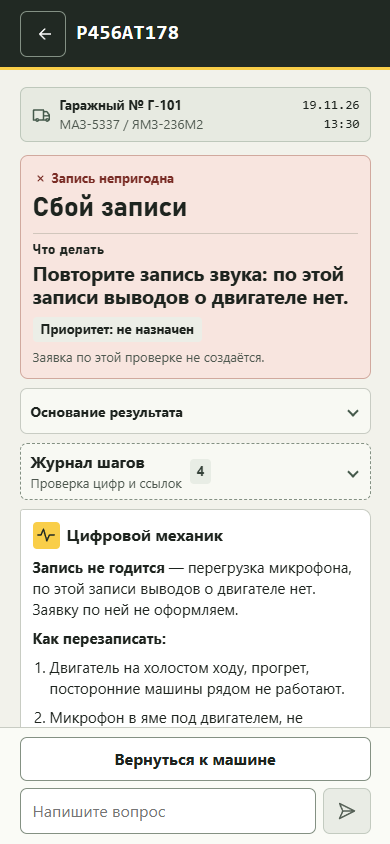 Р456АТ178
Гаражный № Г-101
19.11.26
МАЗ-5337 / ЯМЗ-236М2
13:30
× Запись непригодна
Сбой записи
Что делать
Повторите запись звука: по этой
записи выводов о двигателе нет.
Приоритет: не назначен
Заявка по этой проверке не создаётся.
Основание результата
Журнал шагов
4
Проверка цифр и ссылок
Цифровой механик
Запись не годится — перегрузка микрофона,
по этой записи выводов о двигателе нет.
Заявку по ней не оформляем.
Как перезаписать:
1. Двигатель на холостом ходу, прогрет,
посторонние машины рядом не работают.
2. Микрофон в яме под двигателем, не
Вернуться к машине
Напишите вопрос